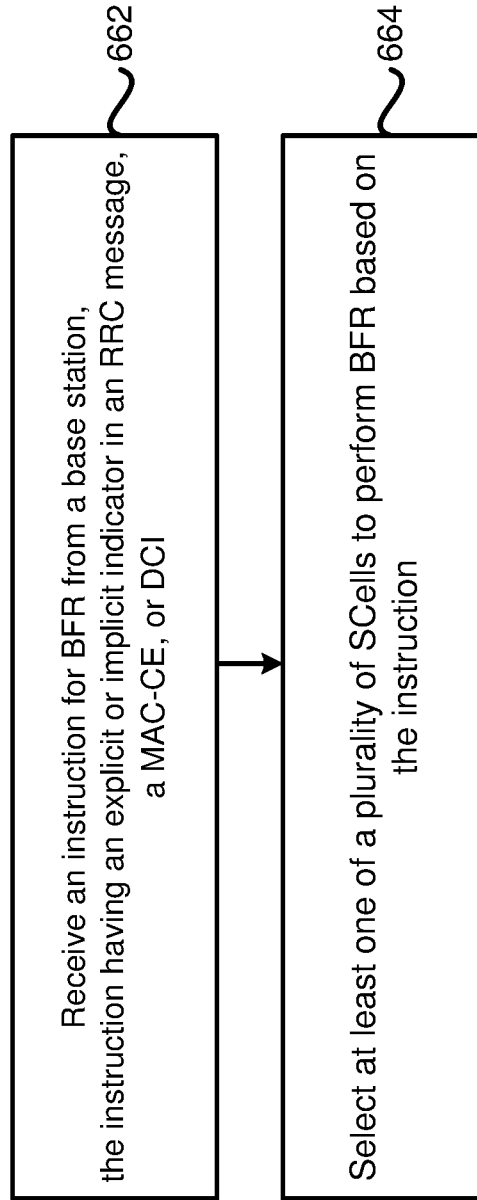 Receive an instruction for BFR from a base station,
the instruction having an explicit or implicit indicator in an RRC message,
a MAC-CE, or DCI
662
Select at least one of a plurality of SCells to perform BFR based on
the instruction
664